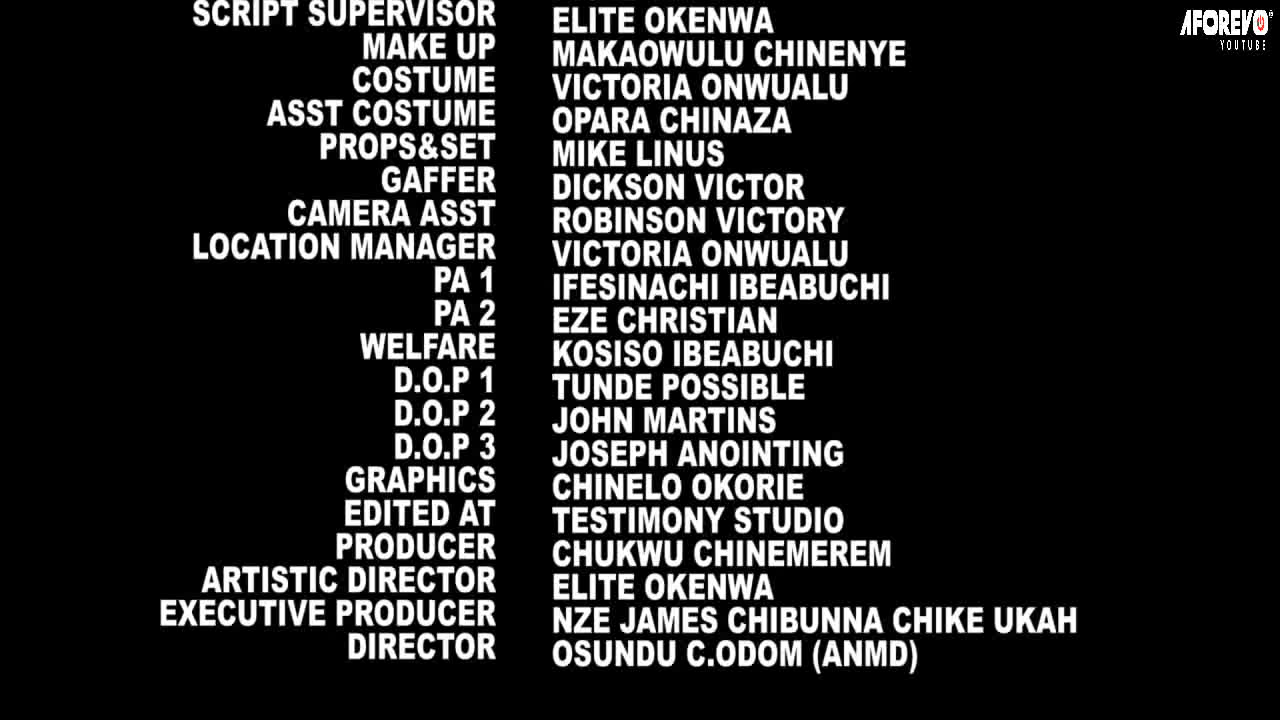 AFOREVO
YOUTUBE
SCRIPT SUPERVISOR ELITE OKENWA
MAKE UP MAKAOWULU CHINENYE
COSTUME VICTORIA ONWUALU
ASST COSTUME OPARA CHINAZA
PROPS&SET MIKE LINUS
GAFFER DICKSON VICTOR
CAMERA ASST ROBINSON VICTORY
LOCATION MANAGER VICTORIA ONWUALU
PA 1 IFESINACHI IBEABUCHI
PA 2 EZE CHRISTIAN
WELFARE KOSISO IBEABUCHI
D.O.P 1 TUNDE POSSIBLE
D.O.P 2 JOHN MARTINS
D.O.P 3 JOSEPH ANOINTING
GRAPHICS CHINELO OKORIE
EDITED AT TESTIMONY STUDIO
PRODUCER CHUKWU CHINEMEREM
ARTISTIC DIRECTOR ELITE OKENWA
EXECUTIVE PRODUCER NZE JAMES CHIBUNNA CHIKE UKAH
DIRECTOR OSUNDU C.ODOM (ANMD)